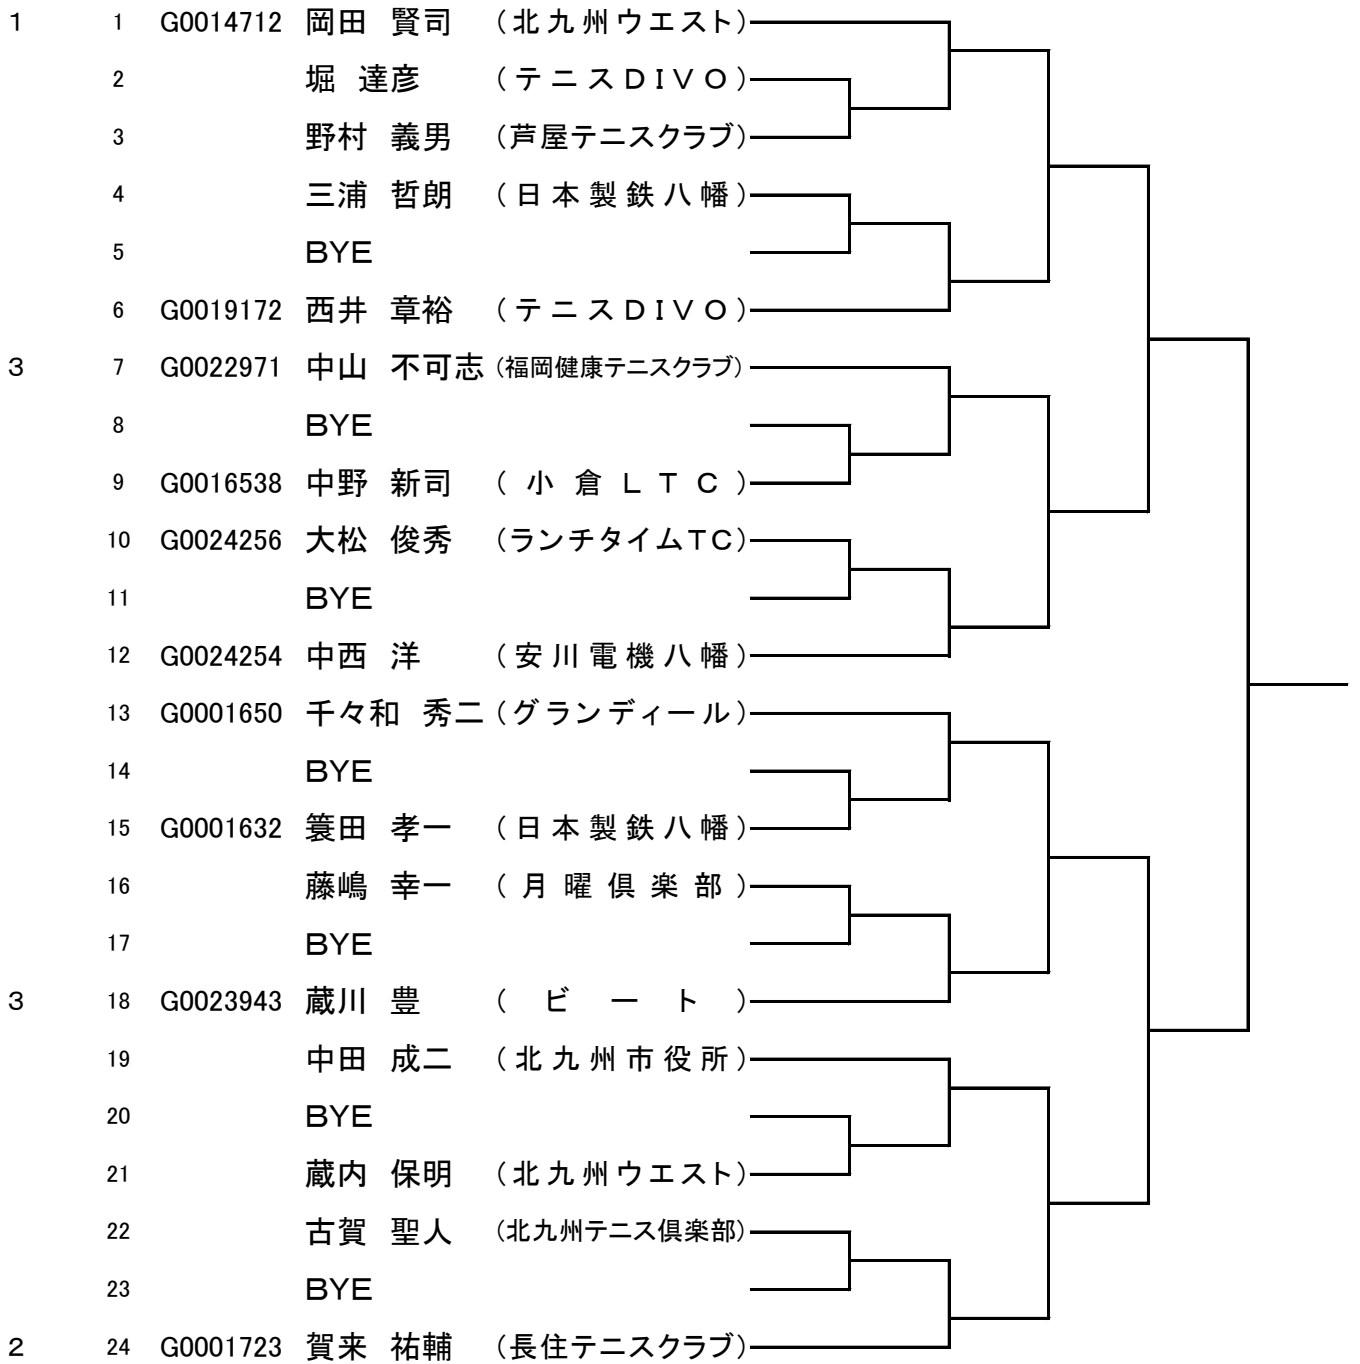 1 1 G0014712 岡田 賢司 (北九州ウエスト)
2 堀 達彦 (テニスDIVO)
3 野村 義男 (芦屋テニスクラブ)
4 三浦 哲朗 (日本製鉄八幡)
5 BYE
6 G0019172 西井 章裕 (テニスDIVO)
3 7 G0022971 中山 不可志 (福岡健康テニスクラブ)
8 BYE
9 G0016538 中野 新司 (小倉LTC)
10 G0024256 大松 俊秀 (ランチタイムTC)
11 BYE
12 G0024254 中西 洋 (安川電機八幡)
13 G0001650 千々和 秀二 (グランディール)
14 BYE
15 G0001632 簑田 孝一 (日本製鉄八幡)
16 藤嶋 幸一 (月曜倶楽部)
17 BYE
3 18 G0023943 蔵川 豊 (ビート)
19 中田 成二 (北九州市役所)
20 BYE
21 蔵内 保明 (北九州ウエスト)
22 古賀 聖人 (北九州テニス倶楽部)
23 BYE
2 24 G0001723 賀来 祐輔 (長住テニスクラブ)